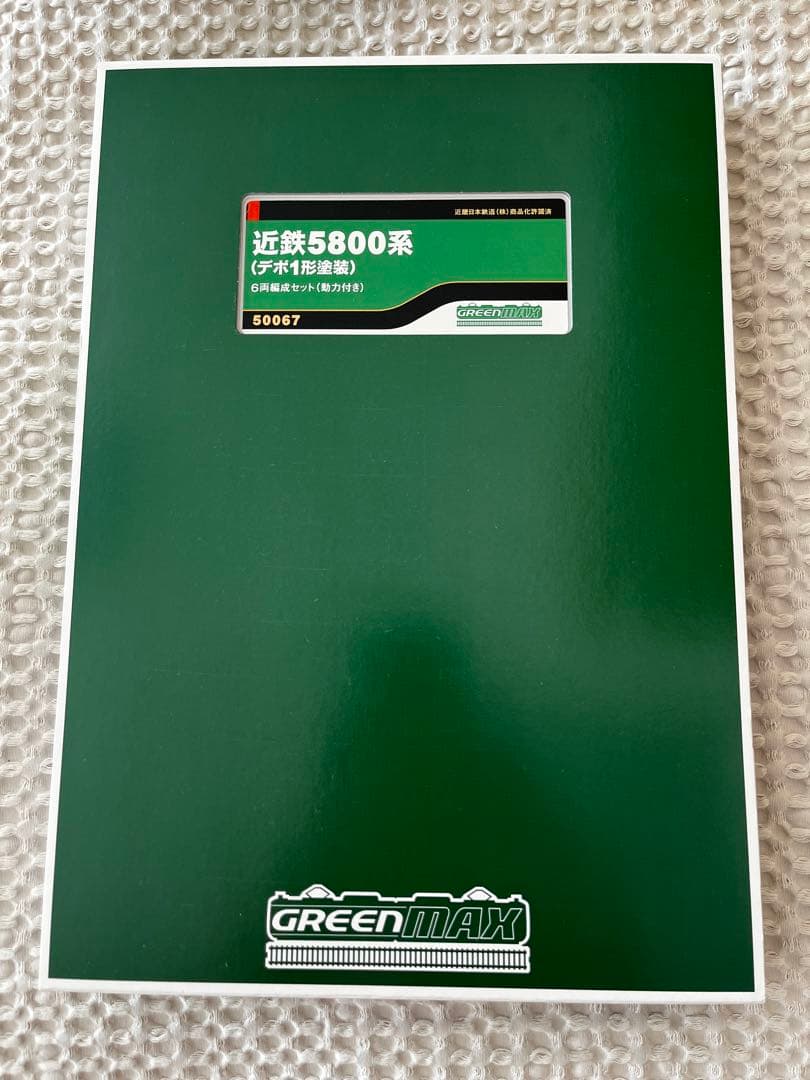 近畿日本鉄道(株)商品化許諾済
近鉄5800系
(デボ1形塗装)
6両編成セット(動力付き)
50067
GREENMAX
GREENMAX